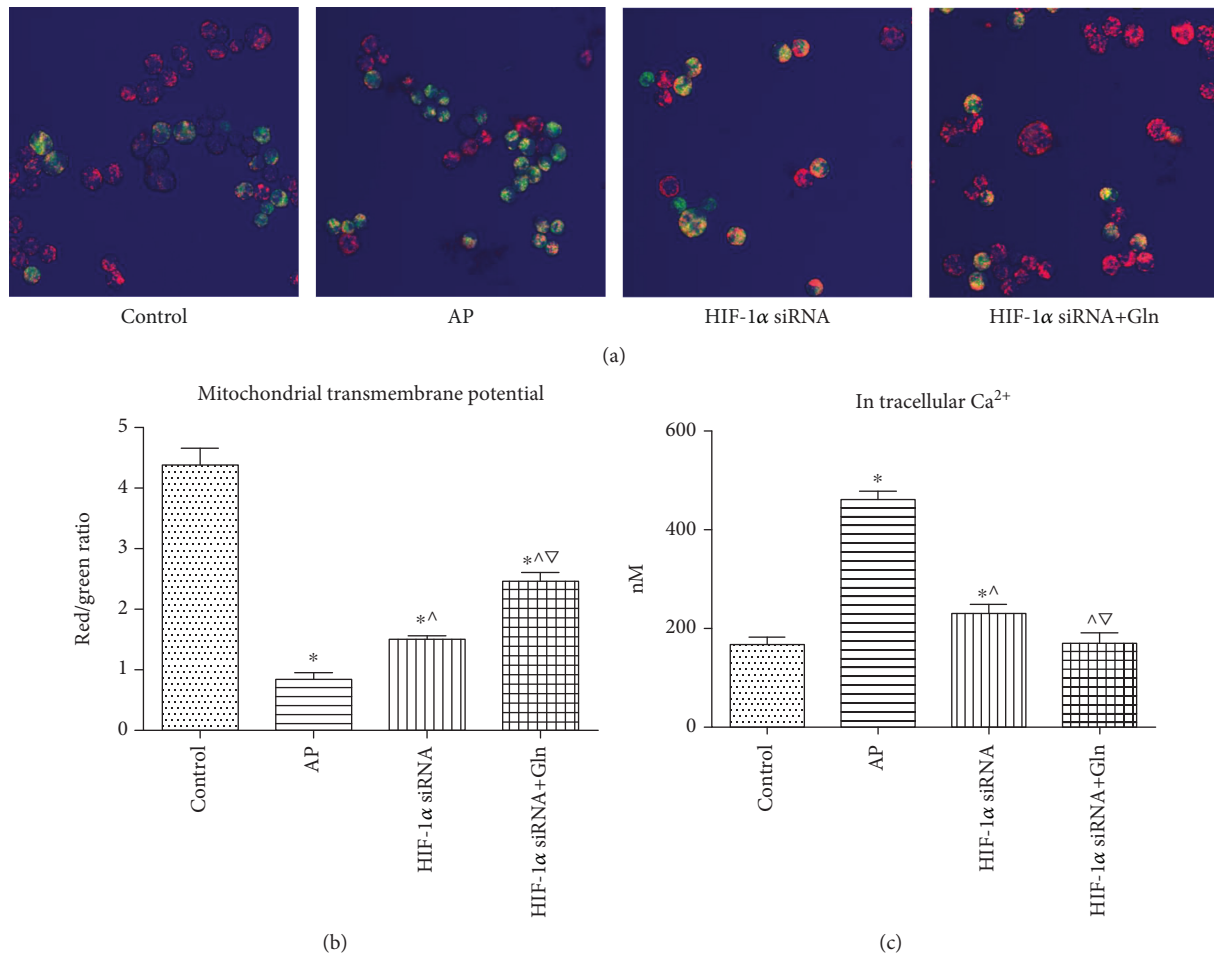 Control
AP
HIF-1α siRNA
HIF-1α siRNA+Gln
(a)
Mitochondrial transmembrane potential
5
4
3
2
1
0
Red/green ratio
*
*^
*^▽
Control
AP
HIF-1α siRNA
HIF-1α siRNA+Gln
(b)
In tracellular Ca²⁺
600
400
200
0
nM
*
*^
^▽
Control
AP
HIF-1α siRNA
HIF-1α siRNA+Gln
(c)